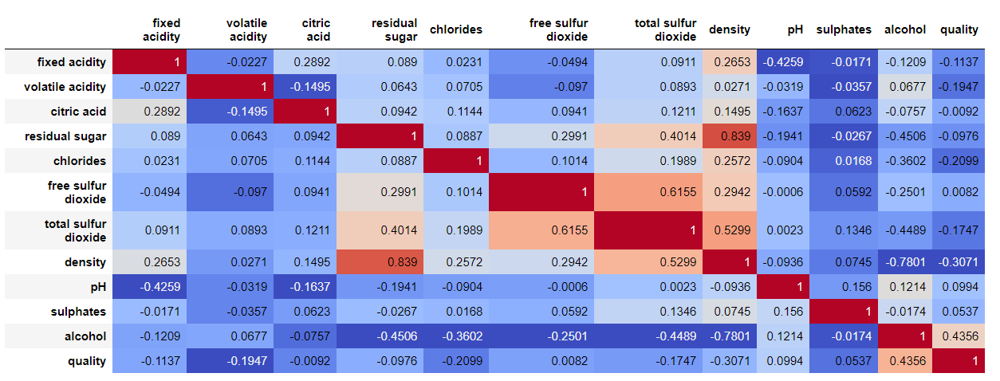 fixed acidity volatile acidity citric acid residual sugar chlorides free sulfur dioxide total sulfur dioxide density pH sulphates alcohol quality
fixed acidity 1 -0.0227 0.2892 0.089 0.0231 -0.0494 0.0911 0.2653 -0.4259 -0.0171 -0.1209 -0.1137
volatile acidity -0.0227 1 -0.1495 0.0643 0.0705 -0.097 0.0893 0.0271 -0.0319 -0.0357 0.0677 -0.1947
citric acid 0.2892 -0.1495 1 0.0942 0.1144 0.0941 0.1211 0.1495 -0.1637 0.0623 -0.0757 -0.0092
residual sugar 0.089 0.0643 0.0942 1 0.0887 0.2991 0.4014 0.839 -0.1941 -0.0267 -0.4506 -0.0976
chlorides 0.0231 0.0705 0.1144 0.0887 1 0.1014 0.1989 0.2572 -0.0904 0.0168 -0.3602 -0.2099
free sulfur dioxide -0.0494 -0.097 0.0941 0.2991 0.1014 1 0.6155 0.2942 -0.0006 0.0592 -0.2501 0.0082
total sulfur dioxide 0.0911 0.0893 0.1211 0.4014 0.1989 0.6155 1 0.5299 0.0023 0.1346 -0.4489 -0.1747
density 0.2653 0.0271 0.1495 0.839 0.2572 0.2942 0.5299 1 -0.0936 0.0745 -0.7801 -0.3071
pH -0.4259 -0.0319 -0.1637 -0.1941 -0.0904 -0.0006 0.0023 -0.0936 1 0.156 0.1214 0.0994
sulphates -0.0171 -0.0357 0.0623 -0.0267 0.0168 0.0592 0.1346 0.0745 0.156 1 -0.0174 0.0537
alcohol -0.1209 0.0677 -0.0757 -0.4506 -0.3602 -0.2501 -0.4489 -0.7801 0.1214 -0.0174 1 0.4356
quality -0.1137 -0.1947 -0.0092 -0.0976 -0.2099 0.0082 -0.1747 -0.3071 0.0994 0.0537 0.4356 1